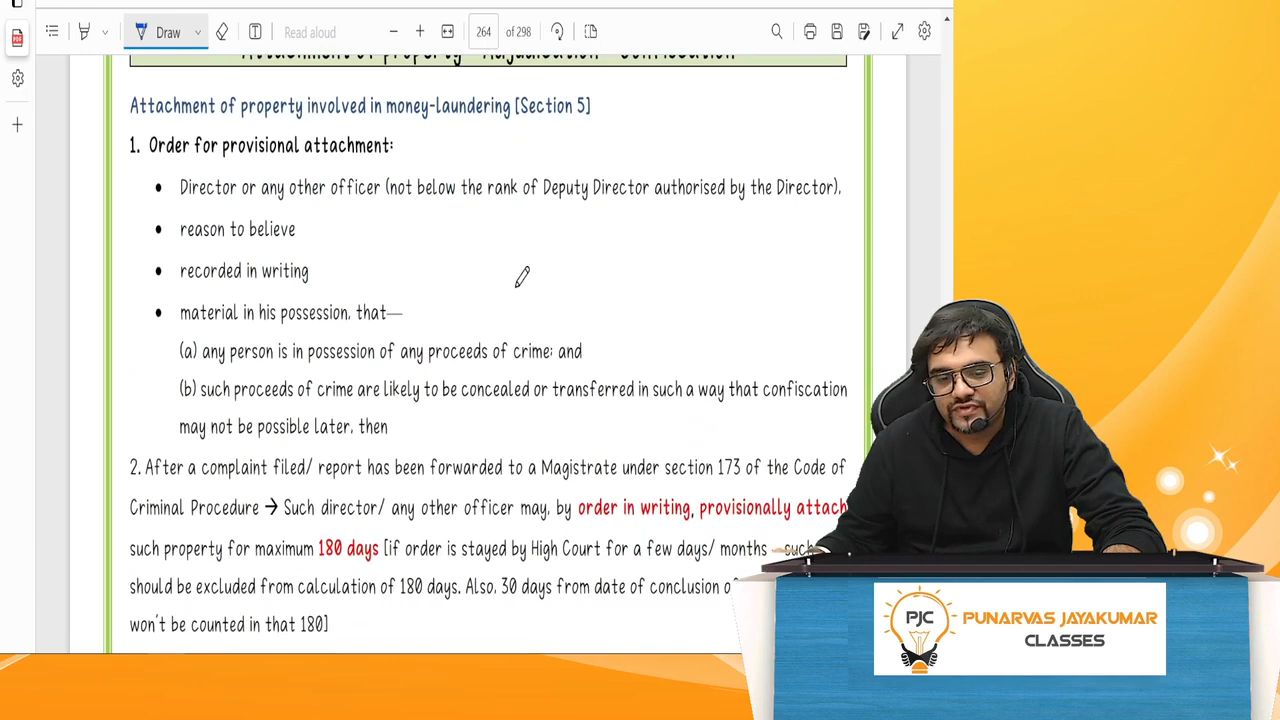 Draw
Read aloud
264 of 298
Attachment of property - Adjudication - Confiscation
Attachment of property involved in money-laundering [Section 5]
1. Order for provisional attachment:
• Director or any other officer (not below the rank of Deputy Director authorised by the Director),
• reason to believe
• recorded in writing
• material in his possession, that—
(a) any person is in possession of any proceeds of crime; and
(b) such proceeds of crime are likely to be concealed or transferred in such a way that confiscation
may not be possible later, then
2. After a complaint filed/ report has been forwarded to a Magistrate under section 173 of the Code of
Criminal Procedure → Such director/ any other officer may, by order in writing, provisionally attach
such property for maximum 180 days [if order is stayed by High Court for a few days/ months -
should be excluded from calculation of 180 days. Also, 30 days from date of conclusion
won't be counted in that 180]
PJC
PUNARVAS JAYAKUMAR
CLASSES